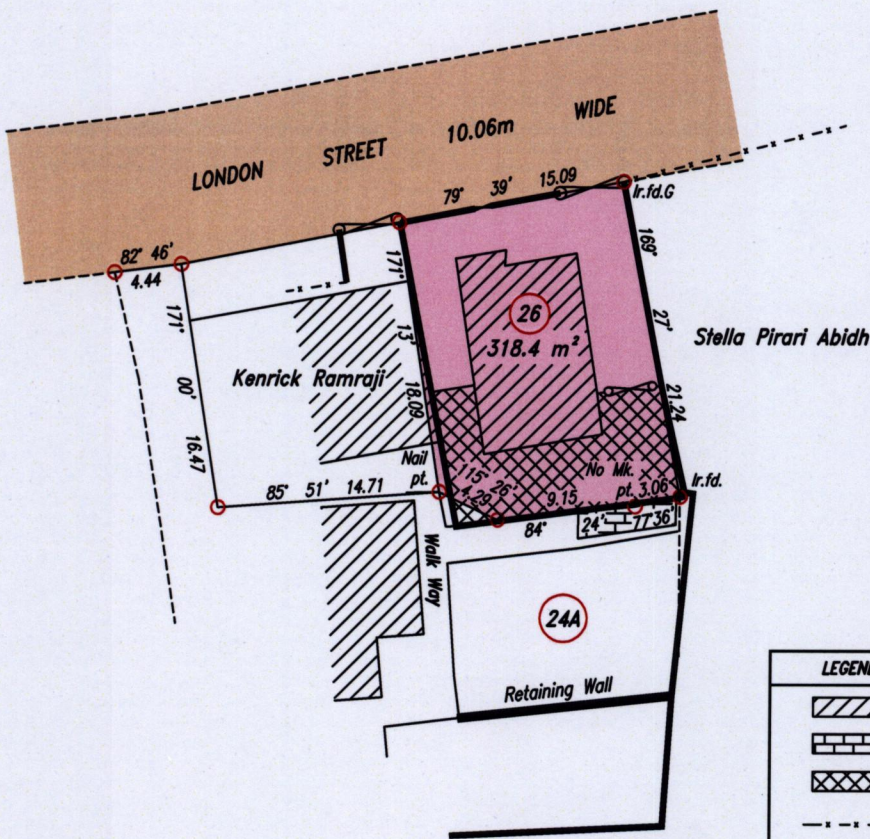 LONDON STREET 10.06m WIDE
82° 46'
4.44
79° 39' 15.09
Ir.fd.G
171° 00' 16.47
171° 13' 18.09
169° 27' 21.24
26
318.4 m²
Stella Pirari Abidh
Kenrick Ramraji
Nail
pt.
115° 26'
4.29
No Mk.
pt.
9.15
3.06
Ir.fd.
85° 51' 14.71
84° 24'
77° 36'
Walk Way
24A
Retaining Wall